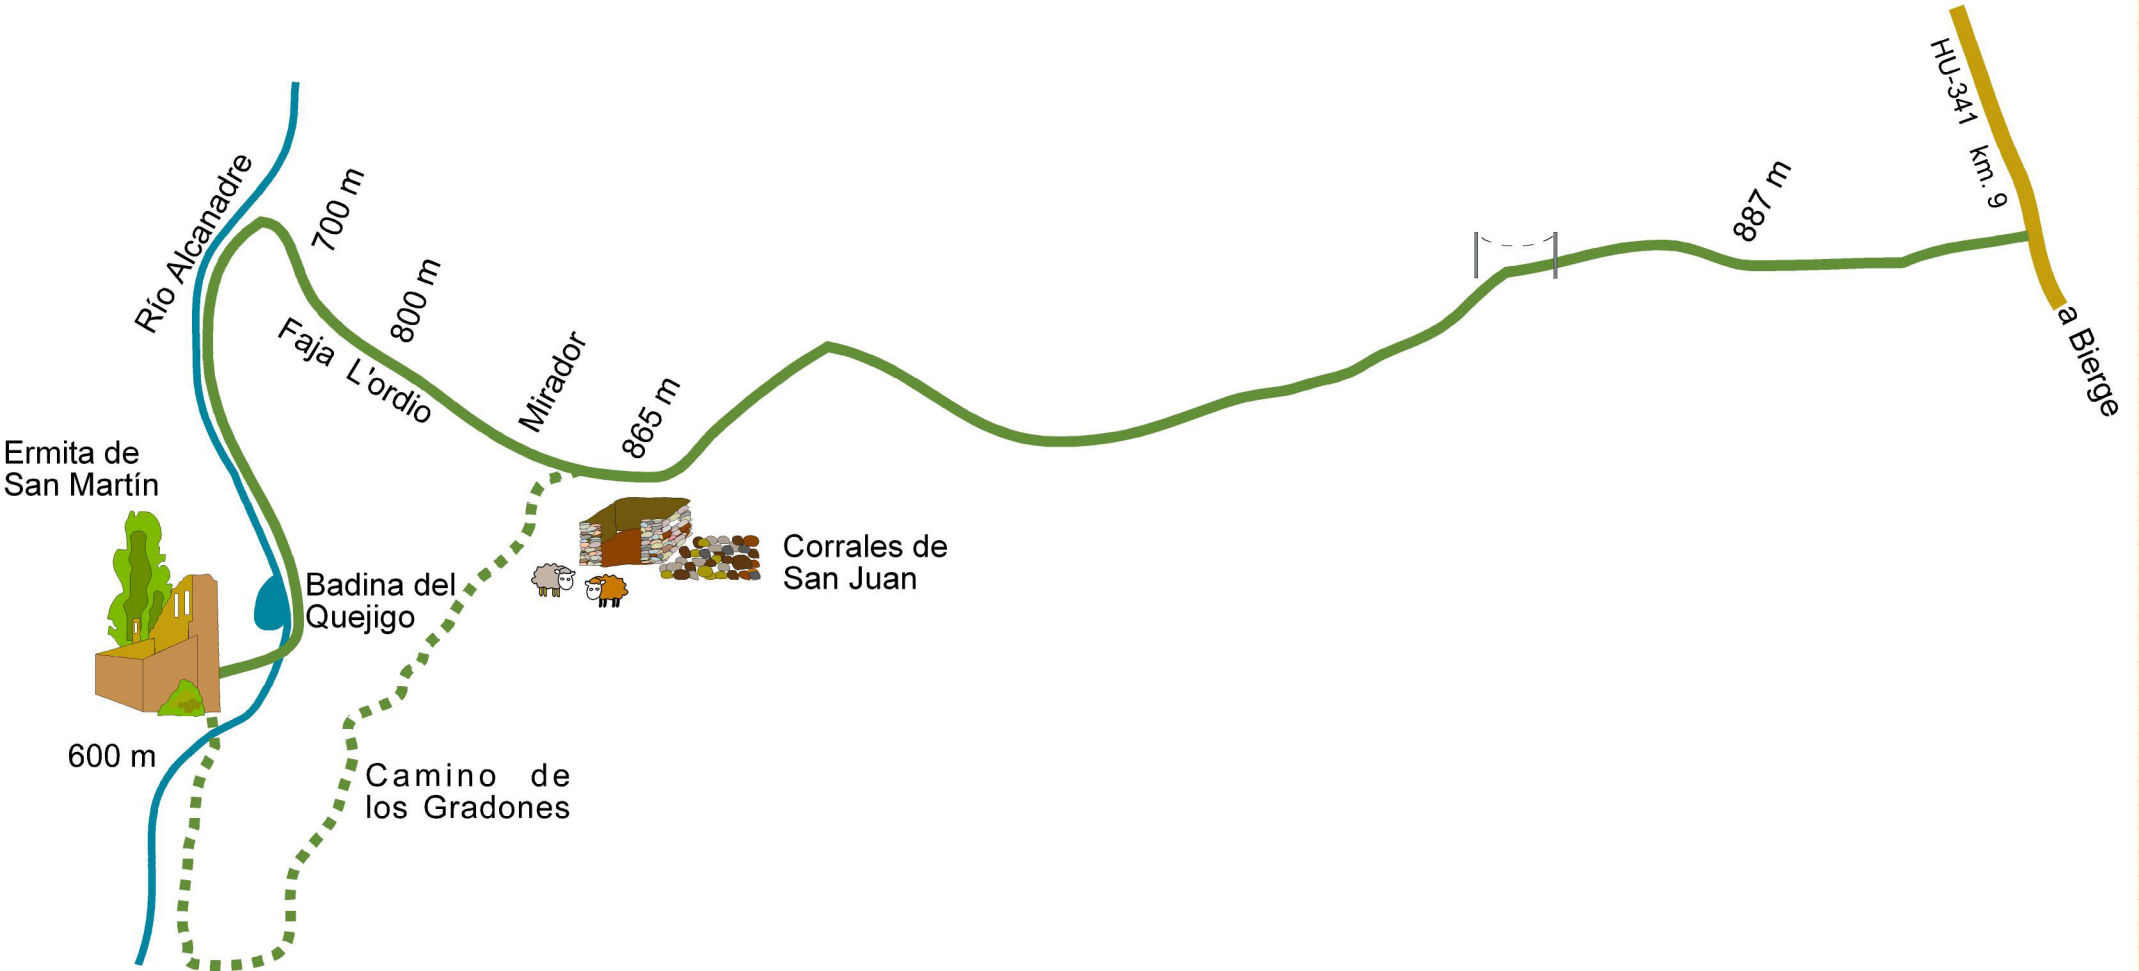 HU-341 km. 9
a Bierge
887 m
Río Alcanadre
700 m
800 m
Faja L'ordio
Mirador
865 m
Ermita de
San Martín
Corrales de
San Juan
Badina del
Quejigo
600 m
Camino de
los Gradones